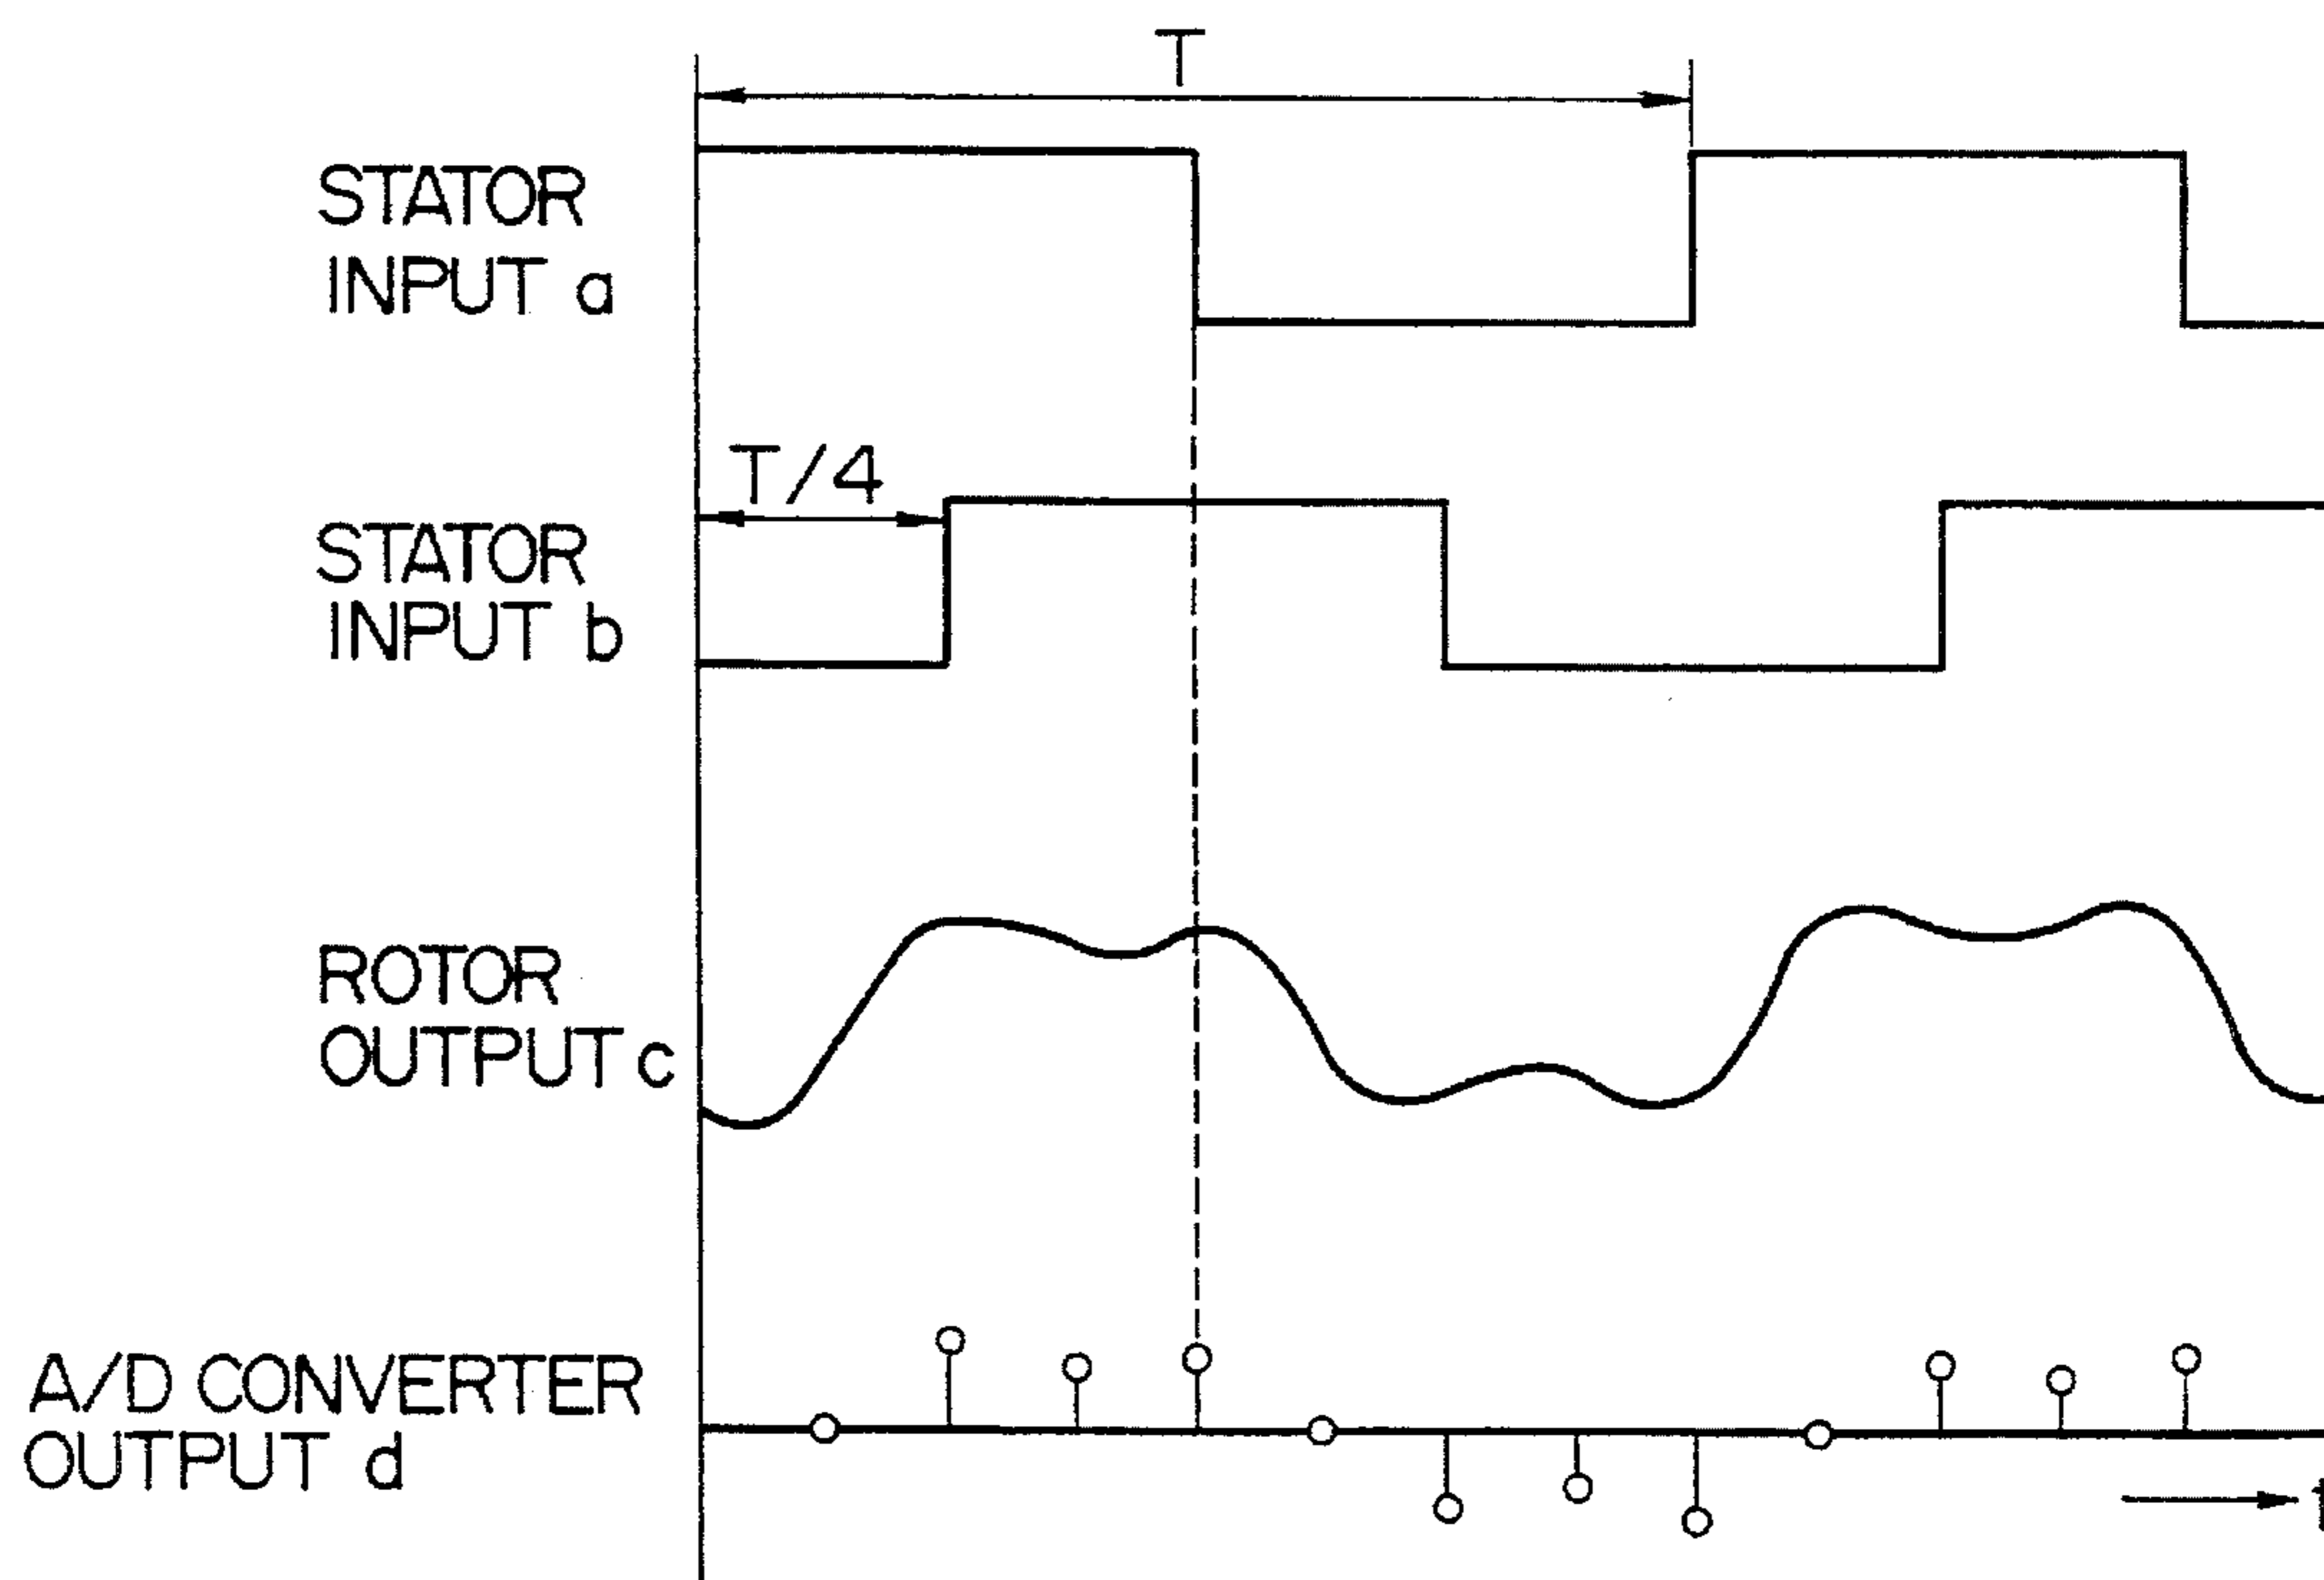 T
STATOR
INPUT a
T/4
STATOR
INPUT b
ROTOR
OUTPUT c
A/D CONVERTER
OUTPUT d